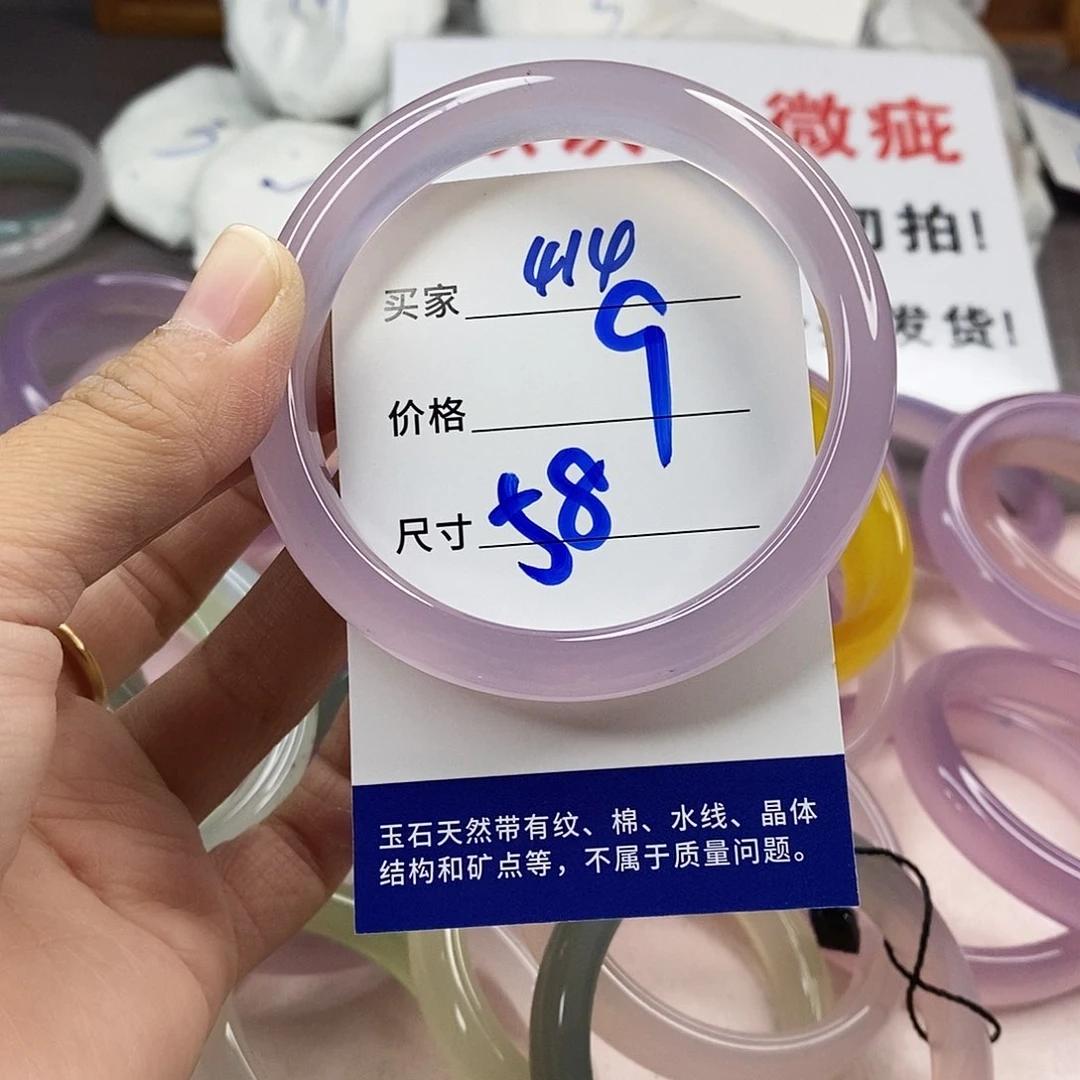 微疵
切拍!
发货!
买家 414
价格 9
尺寸 58
玉石天然带有纹、棉、水线、晶体
结构和矿点等，不属于质量问题。